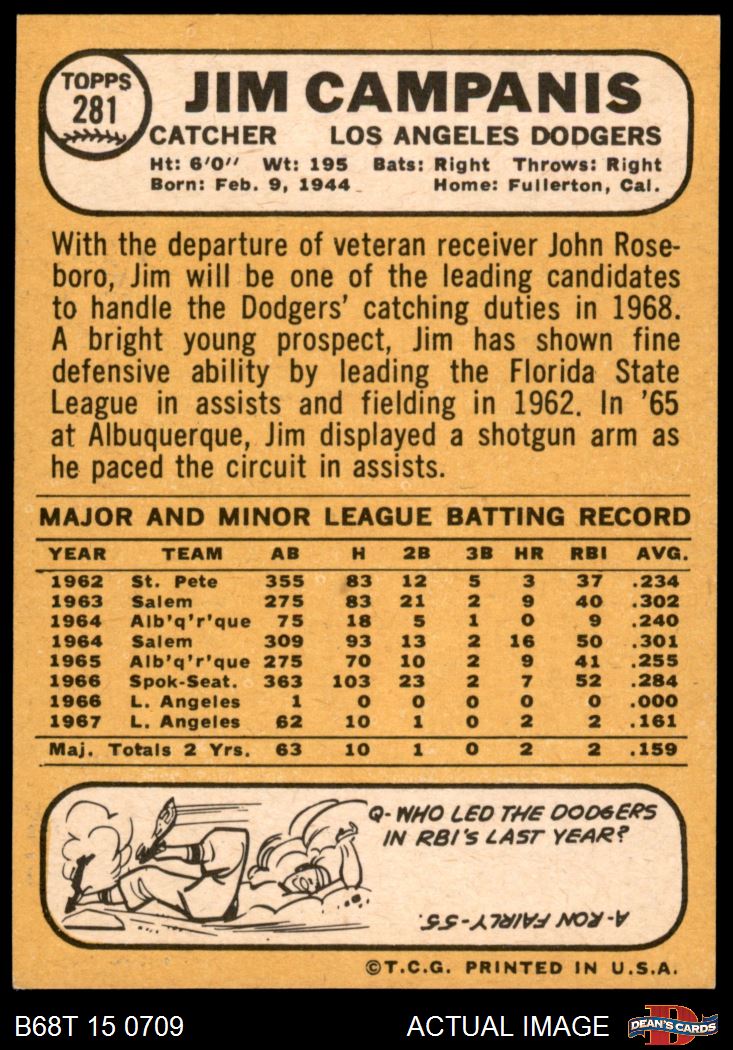 TOPPS
281
JIM CAMPANIS
CATCHER LOS ANGELES DODGERS
Ht: 6'0" Wt: 195 Bats: Right Throws: Right
Born: Feb. 9, 1944 Home: Fullerton, Cal.
With the departure of veteran receiver John Rose-
boro, Jim will be one of the leading candidates
to handle the Dodgers' catching duties in 1968.
A bright young prospect, Jim has shown fine
defensive ability by leading the Florida State
League in assists and fielding in 1962. In '65
at Albuquerque, Jim displayed a shotgun arm as
he paced the circuit in assists.
MAJOR AND MINOR LEAGUE BATTING RECORD
YEAR TEAM AB H 2B 3B HR RBI AVG.
1962 St. Pete 355 83 12 5 3 37 .234
1963 Salem 275 83 21 2 9 40 .302
1964 Alb'q'r'que 75 18 5 1 0 9 .240
1964 Salem 309 93 13 2 16 50 .301
1965 Alb'q'r'que 275 70 10 2 9 41 .255
1966 Spok-Seat. 363 103 23 2 7 52 .284
1966 L. Angeles 1 0 0 0 0 0 .000
1967 L. Angeles 62 10 1 0 2 2 .161
Maj. Totals 2 Yrs. 63 10 1 0 2 2 .159
Q-WHO LED THE DODGERS
IN RBI'S LAST YEAR?
A-RON FAIRLY-55.
©T.C.G. PRINTED IN U.S.A.
B68T 15 0709 ACTUAL IMAGE
D
DEAN'S CARDS